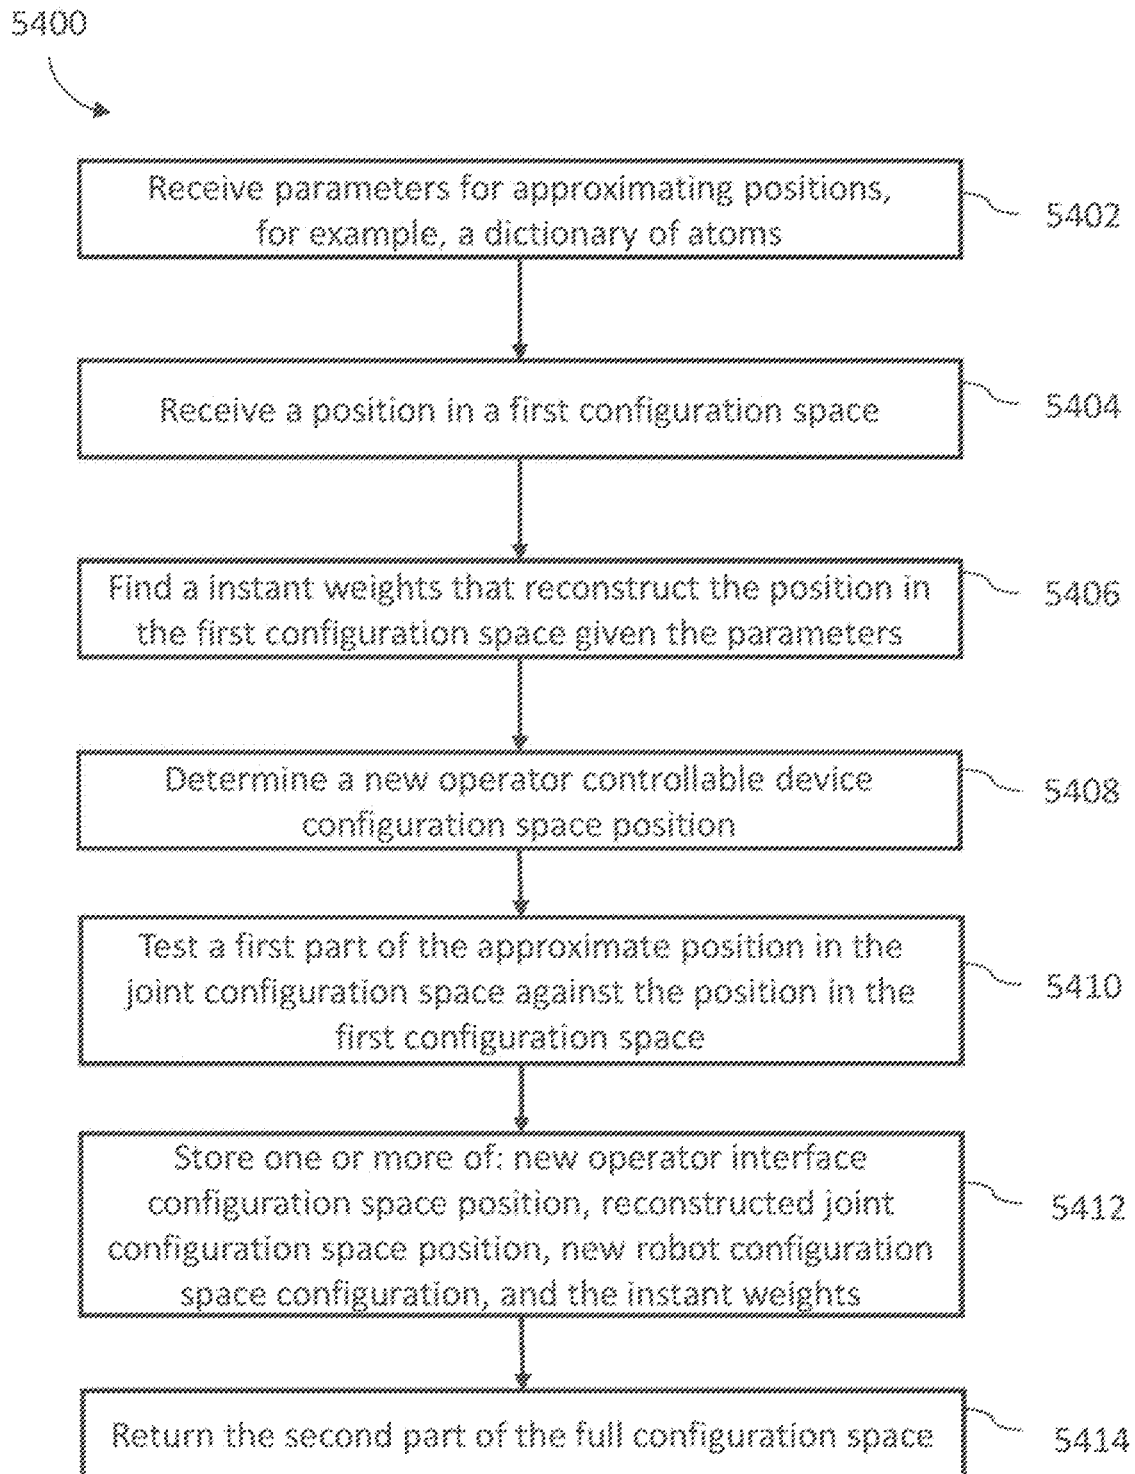 5400
Receive parameters for approximating positions,
for example, a dictionary of atoms
5402
Receive a position in a first configuration space
5404
Find a instant weights that reconstruct the position in
the first configuration space given the parameters
5406
Determine a new operator controllable device
configuration space position
5408
Test a first part of the approximate position in the
joint configuration space against the position in the
first configuration space
5410
Store one or more of: new operator interface
configuration space position, reconstructed joint
configuration space position, new robot configuration
space configuration, and the instant weights
5412
Return the second part of the full configuration space
5414